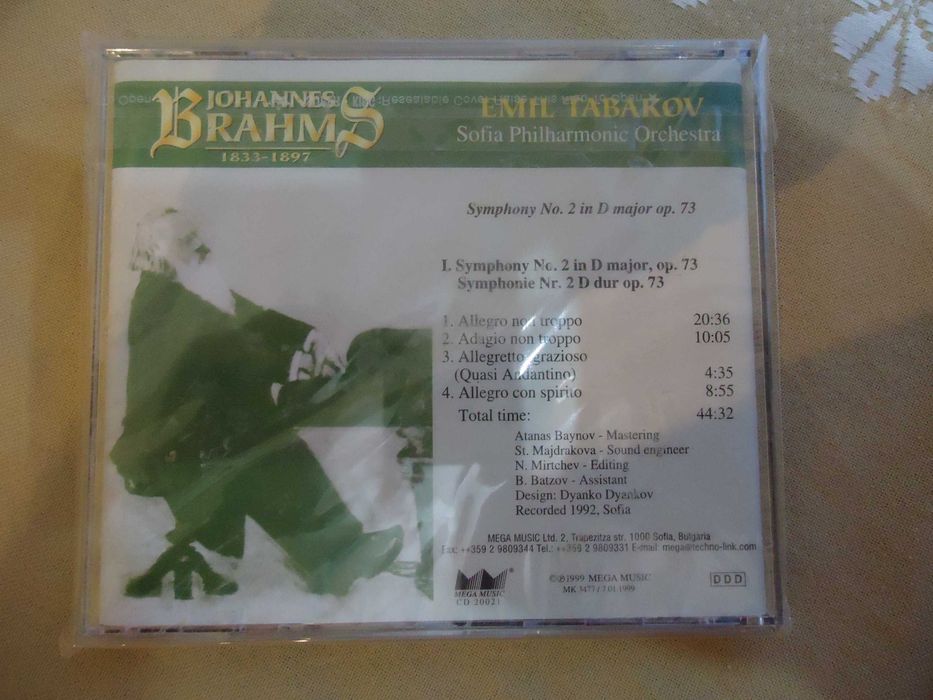 JOHANNES
BRAHMS
1833-1897
EMIL TABAKOV
Sofia Philharmonic Orchestra
Symphony No. 2 in D major op. 73
I. Symphony No. 2 in D major, op. 73
Symphonie Nr. 2 D dur op. 73
1. Allegro non troppo 20:36
2. Adagio non troppo 10:05
3. Allegretto grazioso
(Quasi Andantino) 4:35
4. Allegro con spirito 8:55
Total time: 44:32
Atanas Baynov - Mastering
St. Majdrakova - Sound engineer
N. Mirtchev - Editing
B. Batzov - Assistant
Design: Dyanko Dyankov
Recorded 1992, Sofia
MEGA MUSIC Ltd. 2, Trapezitza str. 1000 Sofia, Bulgaria
Fax: ++359 2 9809344 Tel.: ++359 2 9809331 E-mail: mega@techno-link.com
MEGA MUSIC ®
CD 20021
©℗1999 MEGA MUSIC
MK 3477 / 7.01.1999
DDD